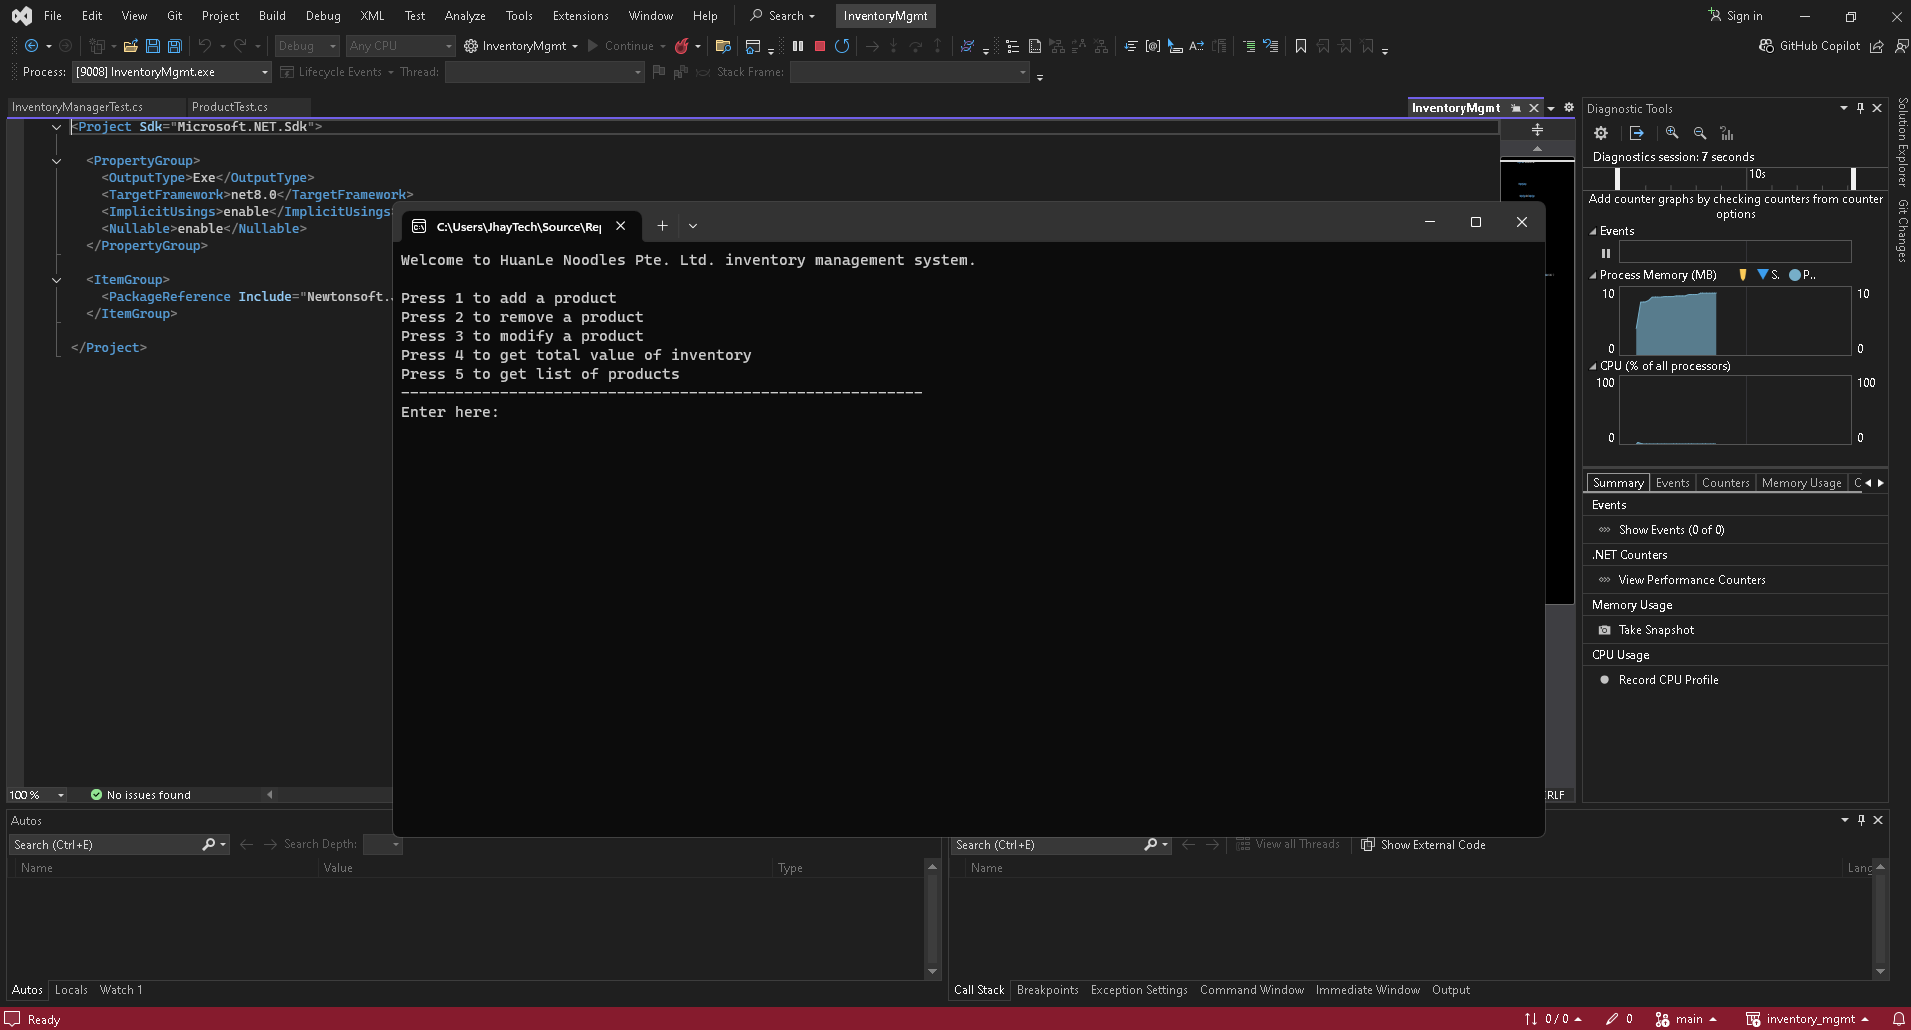 File Edit View Git Project Build Debug XML Test Analyze Tools Extensions Window Help Search InventoryMgmt Sign in
Debug Any CPU InventoryMgmt Continue GitHub Copilot
Process: [9008] InventoryMgmt.exe Lifecycle Events Thread: Stack Frame:
InventoryManagerTest.cs ProductTest.cs InventoryMgmt
<Project Sdk="Microsoft.NET.Sdk">
<PropertyGroup>
<OutputType>Exe</OutputType>
<TargetFramework>net8.0</TargetFramework>
<ImplicitUsings>enable</ImplicitUsings
<Nullable>enable</Nullable>
</PropertyGroup>
<ItemGroup>
<PackageReference Include="Newtonsoft.
</ItemGroup>
</Project>
100 % No issues found
RLF
C:\Users\JhayTech\Source\Rep
Welcome to HuanLe Noodles Pte. Ltd. inventory management system.
Press 1 to add a product
Press 2 to remove a product
Press 3 to modify a product
Press 4 to get total value of inventory
Press 5 to get list of products
----------------------------------------------------------
Enter here:
Diagnostic Tools
Diagnostics session: 7 seconds
10s
Add counter graphs by checking counters from counter
options
Events
Process Memory (MB) S. P..
10 10
0 0
CPU (% of all processors)
100 100
0 0
Summary Events Counters Memory Usage C
Events
Show Events (0 of 0)
.NET Counters
View Performance Counters
Memory Usage
Take Snapshot
CPU Usage
Record CPU Profile
Solution Explorer
Git Changes
Autos
Search (Ctrl+E) Search Depth:
Name Value Type
Autos Locals Watch 1
Search (Ctrl+E) View all Threads Show External Code
Name Lang
Call Stack Breakpoints Exception Settings Command Window Immediate Window Output
Ready 0 / 0 0 main inventory_mgmt